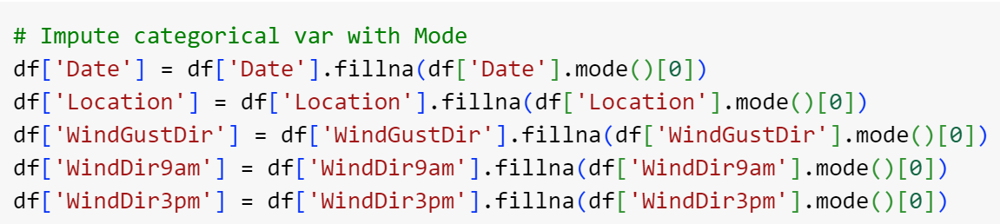 # Impute categorical var with Mode
df['Date'] = df['Date'].fillna(df['Date'].mode()[0])
df['Location'] = df['Location'].fillna(df['Location'].mode()[0])
df['WindGustDir'] = df['WindGustDir'].fillna(df['WindGustDir'].mode()[0])
df['WindDir9am'] = df['WindDir9am'].fillna(df['WindDir9am'].mode()[0])
df['WindDir3pm'] = df['WindDir3pm'].fillna(df['WindDir3pm'].mode()[0])